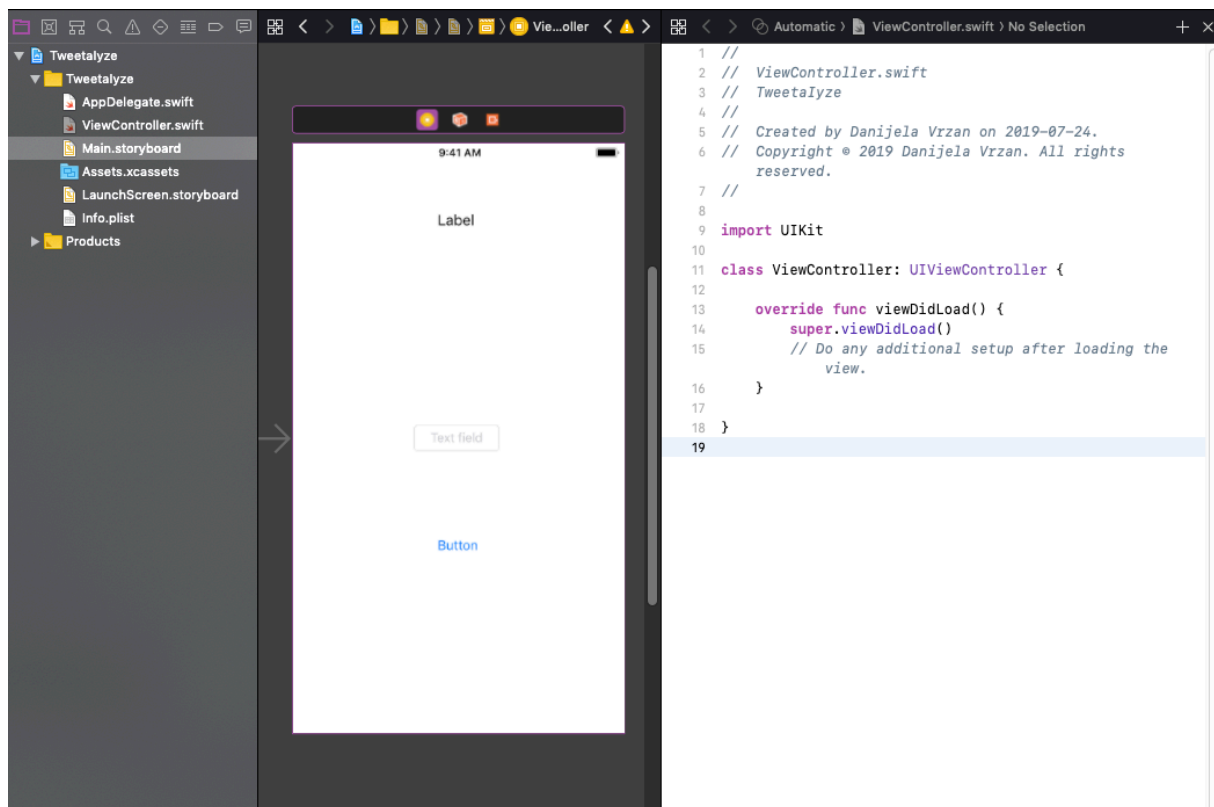 Vie...oller
Automatic
ViewController.swift
No Selection
Tweetalyze
Tweetalyze
AppDelegate.swift
ViewController.swift
Main.storyboard
Assets.xcassets
LaunchScreen.storyboard
Info.plist
Products
9:41 AM
Label
Text field
Button
1 //
2 // ViewController.swift
3 // Tweetalyze
4 //
5 // Created by Danijela Vrzan on 2019-07-24.
6 // Copyright © 2019 Danijela Vrzan. All rights
reserved.
7 //
8
9 import UIKit
10
11 class ViewController: UIViewController {
12
13 override func viewDidLoad() {
14 super.viewDidLoad()
15 // Do any additional setup after loading the
view.
16 }
17
18 }
19